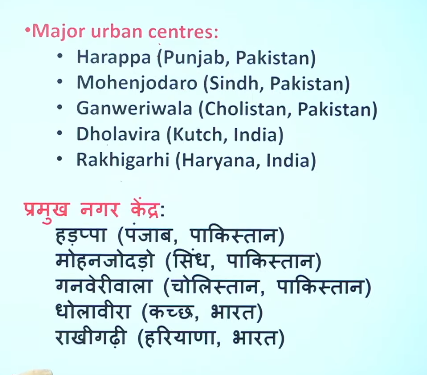 •Major urban centres:
• Harappa (Punjab, Pakistan)
• Mohenjodaro (Sindh, Pakistan)
• Ganweriwala (Cholistan, Pakistan)
• Dholavira (Kutch, India)
• Rakhigarhi (Haryana, India)
प्रमुख नगर केंद्र:
हड़प्पा (पंजाब, पाकिस्तान)
मोहनजोदड़ो (सिंध, पाकिस्तान)
गनवेरीवाला (चोलिस्तान, पाकिस्तान)
धोलावीरा (कच्छ, भारत)
राखीगढ़ी (हरियाणा, भारत)